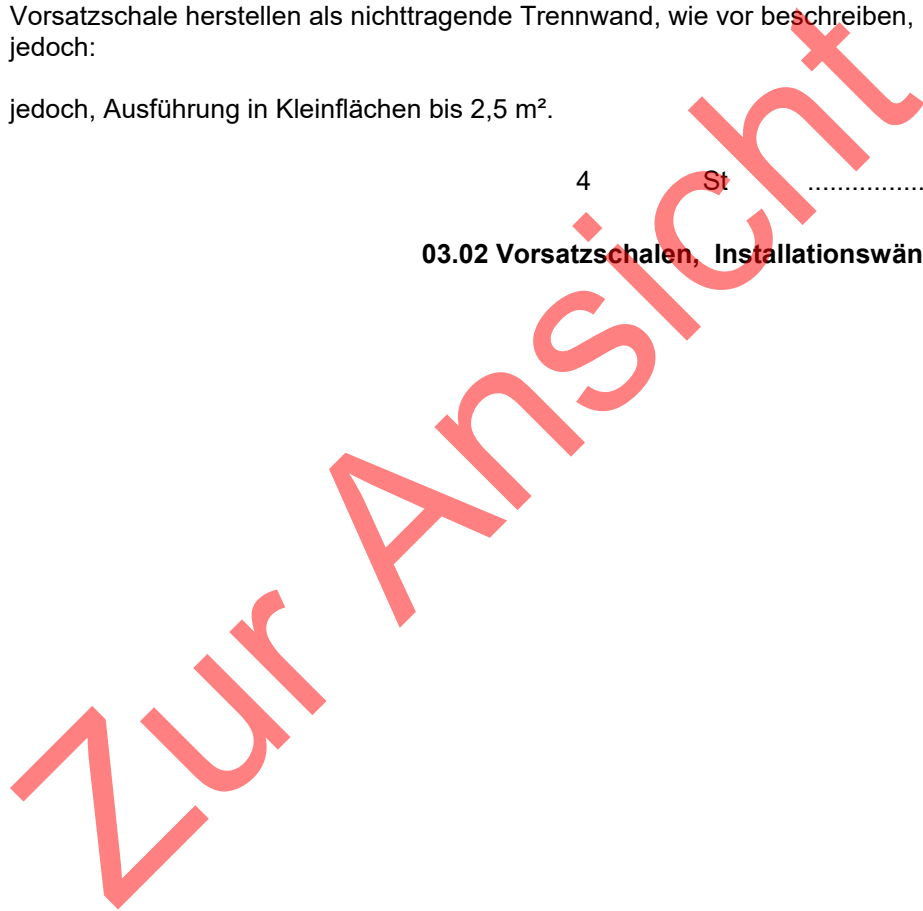 Vorsatzschale herstellen als nichttragende Trennwand, wie vor beschreiben,
jedoch:
jedoch, Ausführung in Kleinflächen bis 2,5 m².
4 St ................
03.02 Vorsatzschalen, Installationswän
Zur Ansicht